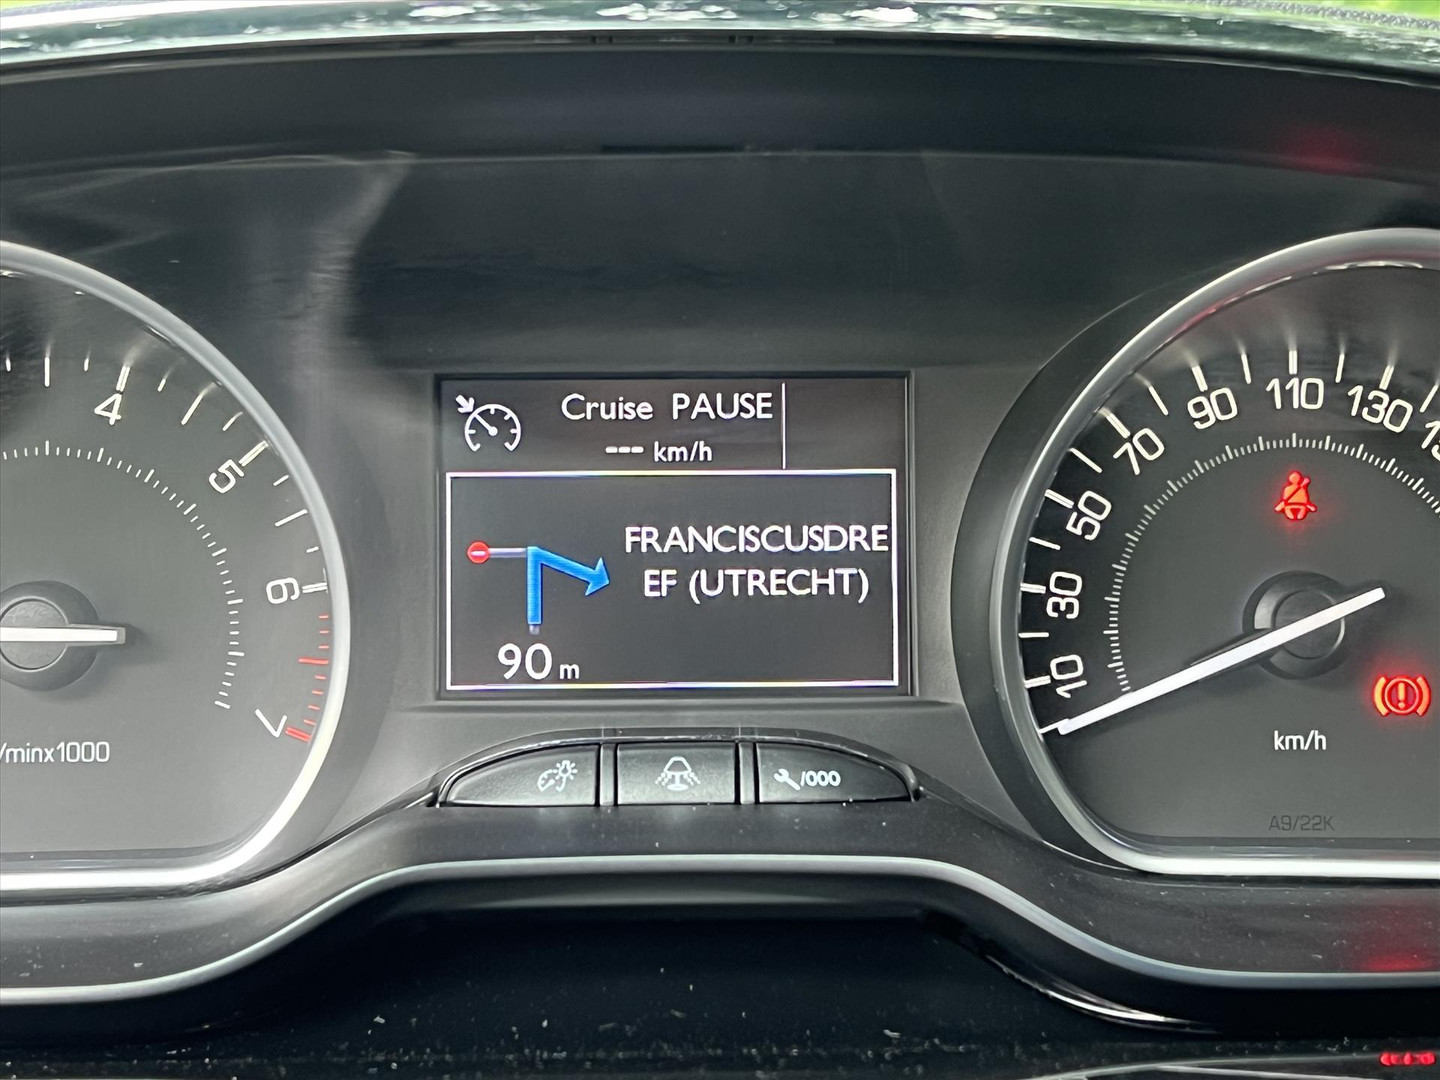 Cruise PAUSE
--- km/h
FRANCISCUSDRE
EF (UTRECHT)
90 m
4
5
6
7
/minx1000
10
30
50
70
90
110
130
km/h
A9/22K
/000